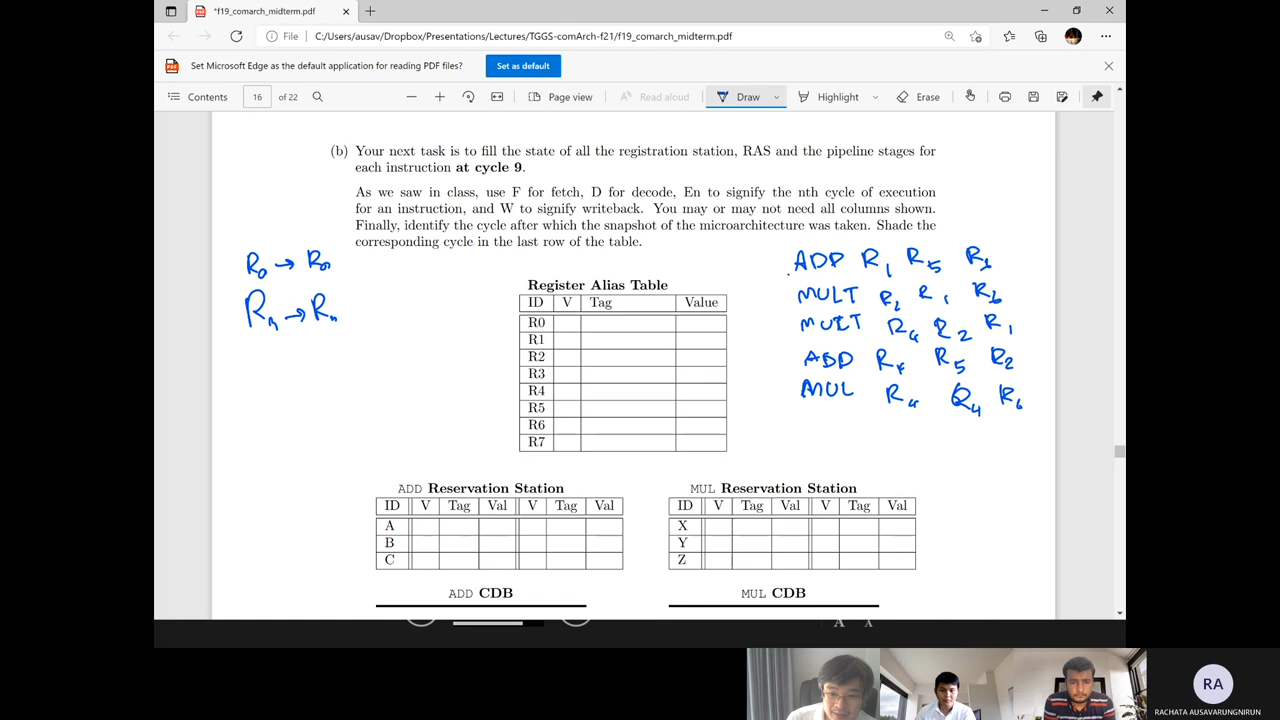 *f19_comarch_midterm.pdf
File C:/Users/ausav/Dropbox/Presentations/Lectures/TGGS-comArch-f21/f19_comarch_midterm.pdf
Set Microsoft Edge as the default application for reading PDF files? Set as default
Contents 16 of 22 Page view Read aloud Draw Highlight Erase
(b) Your next task is to fill the state of all the registration station, RAS and the pipeline stages for
each instruction at cycle 9.
As we saw in class, use F for fetch, D for decode, En to signify the nth cycle of execution
for an instruction, and W to signify writeback. You may or may not need all columns shown.
Finally, identify the cycle after which the snapshot of the microarchitecture was taken. Shade the
corresponding cycle in the last row of the table.
R0 →
Rn → Rn
ADD R1 R5 R6
MULT R2 R1 R6
MULT R4 R2 R1
ADD R4 R5 R2
MUL R4 R4 R6
Register Alias Table
ID V Tag Value
R0
R1
R2
R3
R4
R5
R6
R7
ADD Reservation Station
ID V Tag Val V Tag Val
A
B
C
ADD CDB
MUL Reservation Station
ID V Tag Val V Tag Val
X
Y
Z
MUL CDB
A A
RA
RACHATA AUSAVARUNGNIRUN